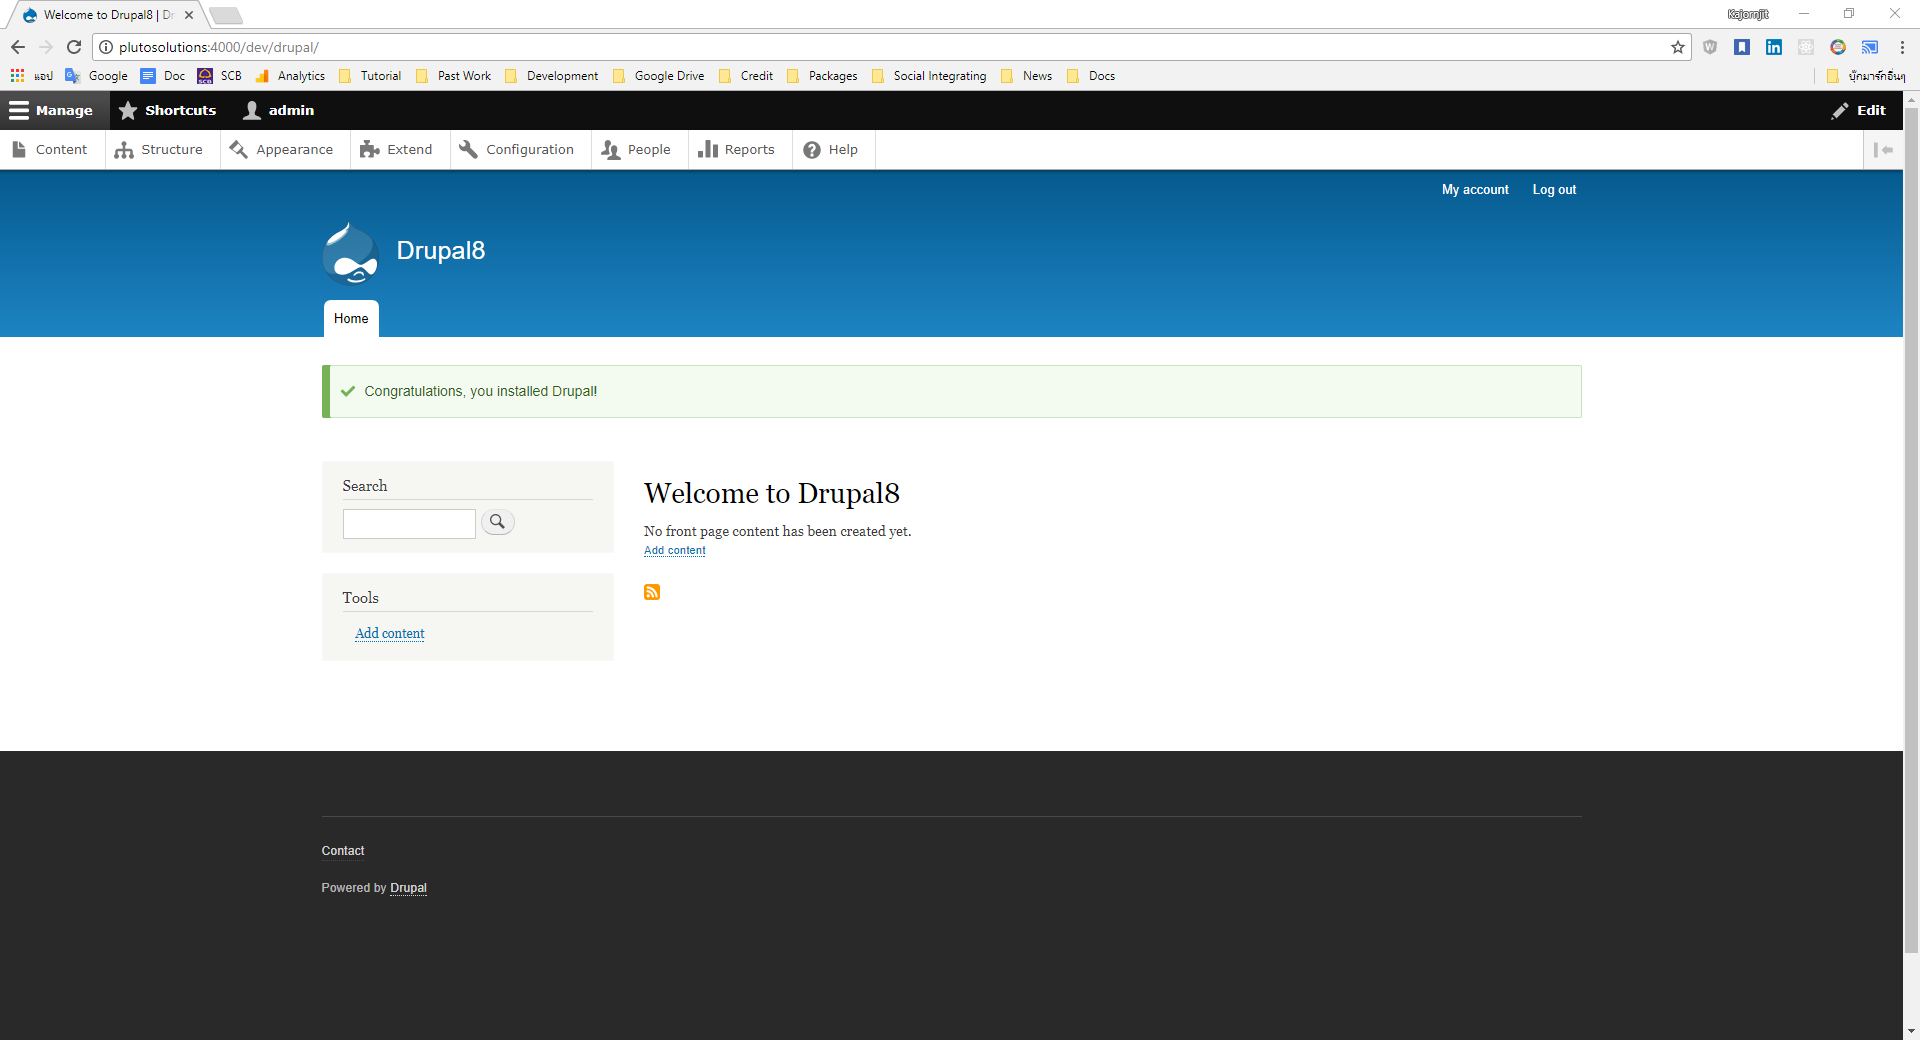 Welcome to Drupal8 | Dr
Kajornjit
plutosolutions:4000/dev/drupal/
แอป Google Doc SCB Analytics Tutorial Past Work Development Google Drive Credit Packages Social Integrating News Docs บุ๊กมาร์กอื่นๆ
Manage Shortcuts admin Edit
Content Structure Appearance Extend Configuration People Reports Help
My account Log out
Drupal8
Home
Congratulations, you installed Drupal!
Search
Welcome to Drupal8
No front page content has been created yet.
Add content
Tools
Add content
Contact
Powered by Drupal